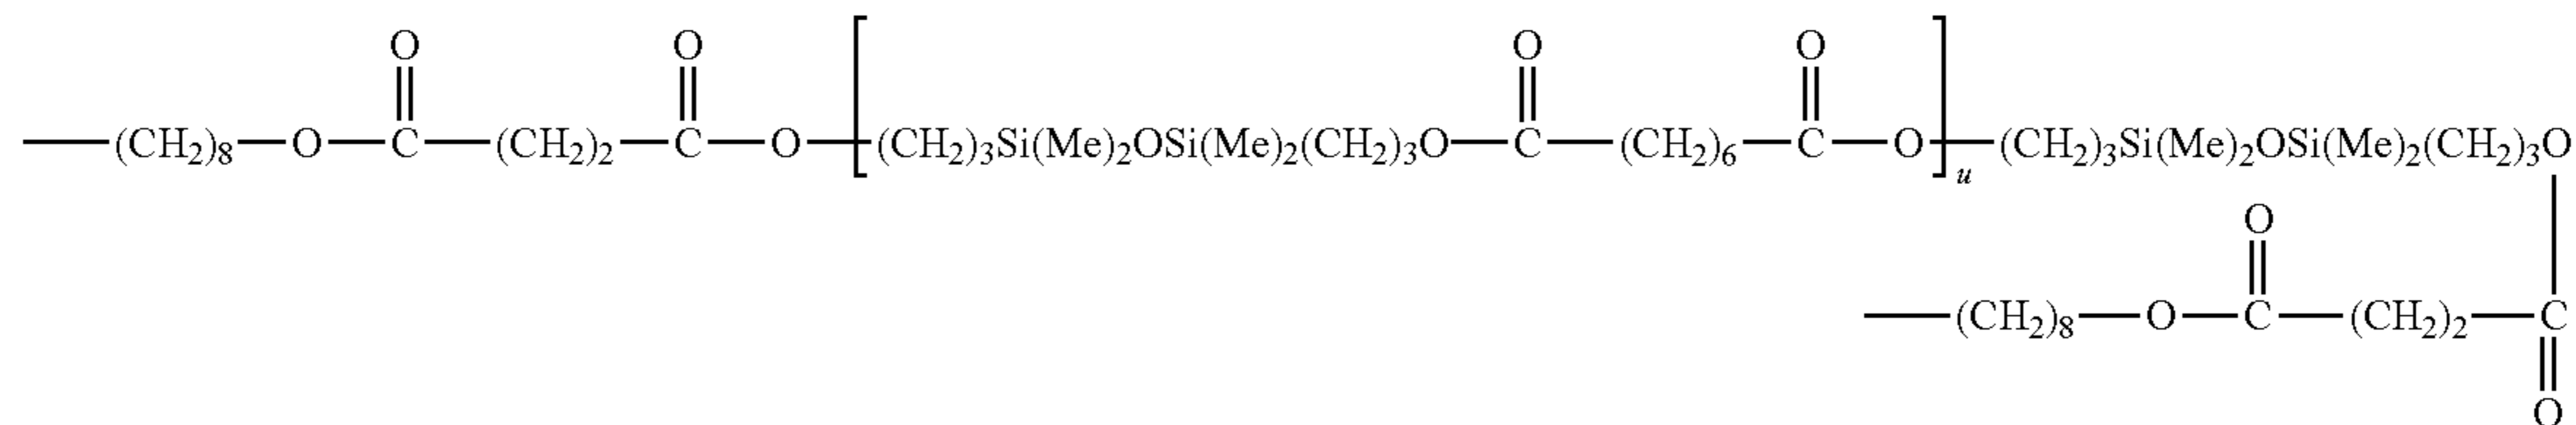 O O O O
—(CH₂)₈—O—C—(CH₂)₂—C—O—[(CH₂)₃Si(Me)₂OSi(Me)₂(CH₂)₃O—C—(CH₂)₆—C—O—]ᵤ—(CH₂)₃Si(Me)₂OSi(Me)₂(CH₂)₃O
O
—(CH₂)₈—O—C—(CH₂)₂—C
O